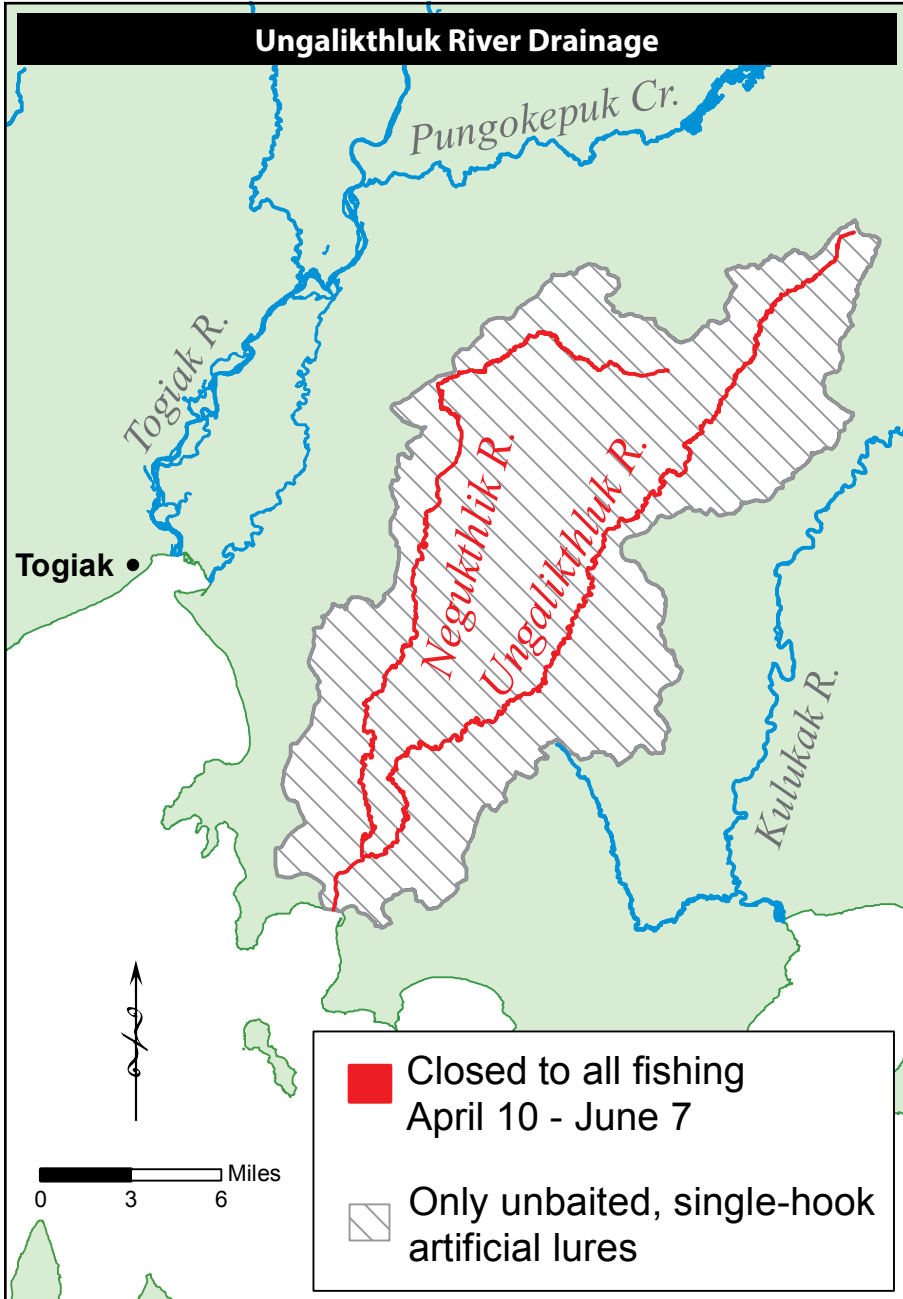 Ungalikthluk River Drainage
Pungokepuk Cr.
Togiak R.
Negukthlik R.
Ungalikthluk R.
Togiak
Kulukak R.
Closed to all fishing
April 10 - June 7
Miles
0 3 6
Only unbaited, single-hook
artificial lures